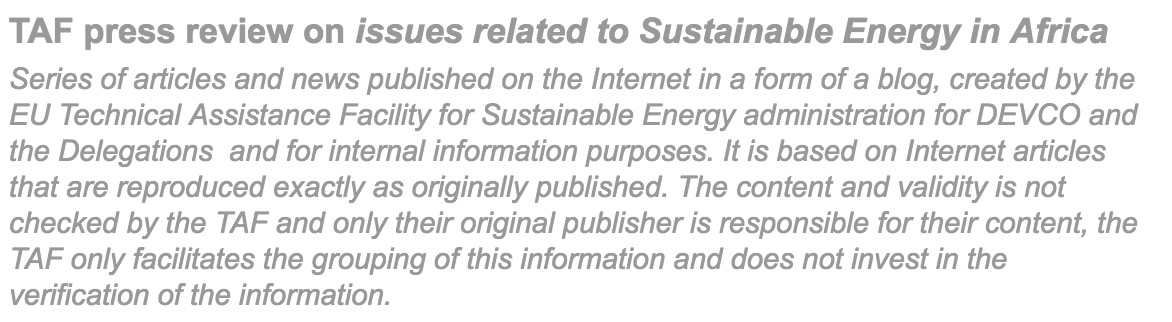 TAF press review on issues related to Sustainable Energy in Africa
Series of articles and news published on the Internet in a form of a blog, created by the
EU Technical Assistance Facility for Sustainable Energy administration for DEVCO and
the Delegations  and for internal information purposes. It is based on Internet articles
that are reproduced exactly as originally published. The content and validity is not
checked by the TAF and only their original publisher is responsible for their content, the
TAF only facilitates the grouping of this information and does not invest in the
verification of the information.